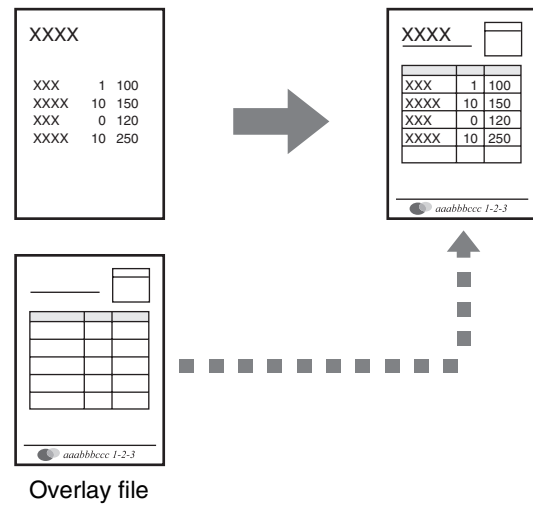 XXXX
XXX 1 100
XXXX 10 150
XXX 0 120
XXXX 10 250
XXXX
XXX 1 100
XXXX 10 150
XXX 0 120
XXXX 10 250
aaabbbccc 1-2-3
aaabbbccc 1-2-3
Overlay file